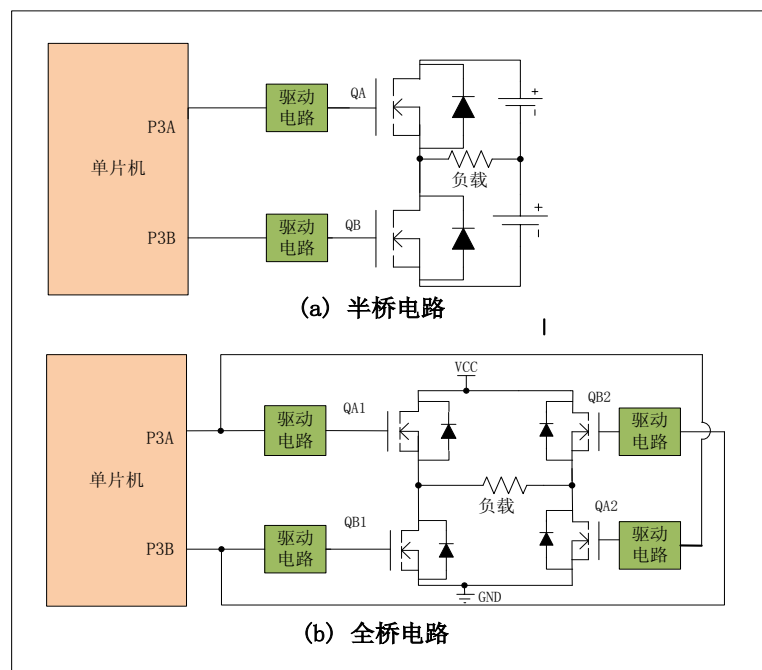 QA
驱动
电路
P3A
+
单片机
负载
P3B
QB
驱动
电路
+
(a) 半桥电路
VCC
QA1
QB2
驱动
电路
驱动
电路
P3A
单片机
负载
QA2
QB1
P3B
驱动
电路
驱动
电路
GND
(b) 全桥电路